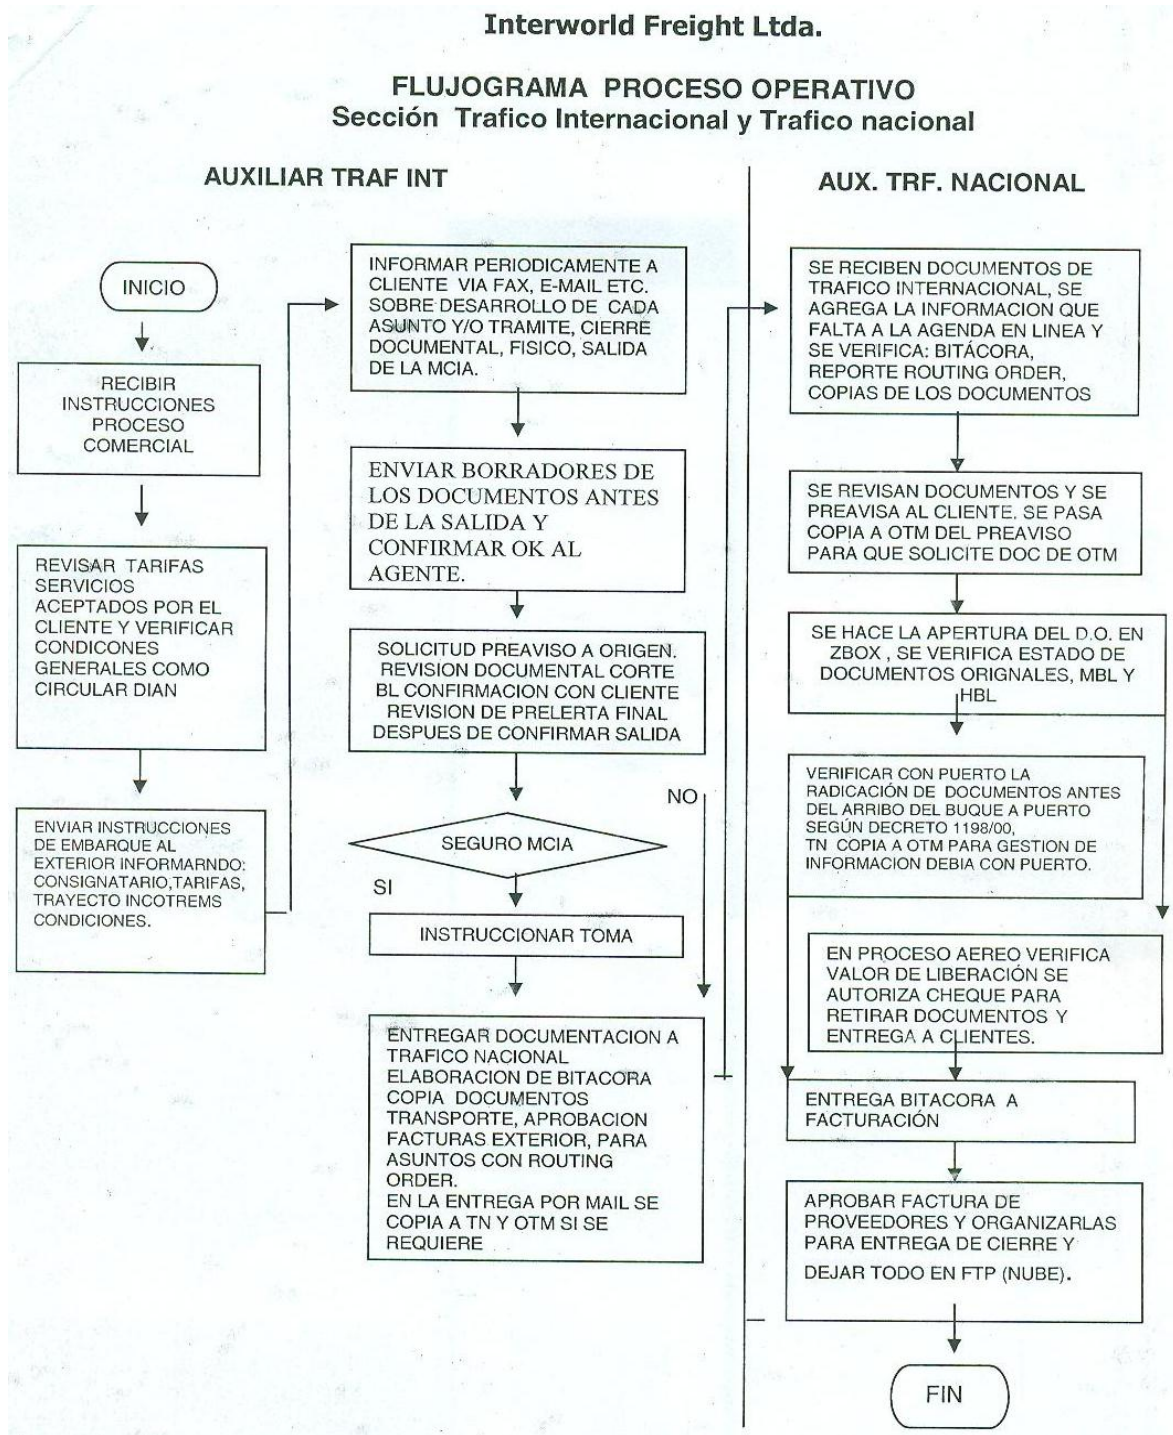 Interworld Freight Ltda.
FLUJOGRAMA PROCESO OPERATIVO
Sección Trafico Internacional y Trafico nacional
AUXILIAR TRAF INT
INICIO
RECIBIR
INSTRUCCIONES
PROCESO
COMERCIAL
REVISAR TARIFAS
SERVICIOS
ACEPTADOS POR EL
CLIENTE Y VERIFICAR
CONDICONES
GENERALES COMO
CIRCULAR DIAN
ENVIAR INSTRUCCIONES
DE EMBARQUE AL
EXTERIOR INFORMARNDO:
CONSIGNATARIO,TARIFAS,
TRAYECTO INCOTREMS
CONDICIONES.
INFORMAR PERIODICAMENTE A
CLIENTE VIA FAX, E-MAIL ETC.
SOBRE DESARROLLO DE CADA
ASUNTO Y/O TRAMITE, CIERRE
DOCUMENTAL, FISICO, SALIDA
DE LA MCIA.
ENVIAR BORRADORES DE
LOS DOCUMENTOS ANTES
DE LA SALIDA Y
CONFIRMAR OK AL
AGENTE.
SOLICITUD PREAVISO A ORIGEN.
REVISION DOCUMENTAL CORTE
BL CONFIRMACION CON CLIENTE
REVISION DE PRELERTA FINAL
DESPUES DE CONFIRMAR SALIDA
NO
SEGURO MCIA
SI
INSTRUCCIONAR TOMA
ENTREGAR DOCUMENTACION A
TRAFICO NACIONAL
ELABORACION DE BITACORA
COPIA DOCUMENTOS
TRANSPORTE, APROBACION
FACTURAS EXTERIOR, PARA
ASUNTOS CON ROUTING
ORDER.
EN LA ENTREGA POR MAIL SE
COPIA A TN Y OTM SI SE
REQUIERE
AUX. TRF. NACIONAL
SE RECIBEN DOCUMENTOS DE
TRAFICO INTERNACIONAL, SE
AGREGA LA INFORMACION QUE
FALTA A LA AGENDA EN LINEA Y
SE VERIFICA: BITÁCORA,
REPORTE ROUTING ORDER,
COPIAS DE LOS DOCUMENTOS
SE REVISAN DOCUMENTOS Y SE
PREAVISA AL CLIENTE. SE PASA
COPIA A OTM DEL PREAVISO
PARA QUE SOLICITE DOC DE OTM
SE HACE LA APERTURA DEL D.O. EN
ZBOX , SE VERIFICA ESTADO DE
DOCUMENTOS ORIGNALES, MBL Y
HBL
VERIFICAR CON PUERTO LA
RADICACIÓN DE DOCUMENTOS ANTES
DEL ARRIBO DEL BUQUE A PUERTO
SEGÚN DECRETO 1198/00,
TN COPIA A OTM PARA GESTION DE
INFORMACION DEBIA CON PUERTO.
EN PROCESO AEREO VERIFICA
VALOR DE LIBERACIÓN SE
AUTORIZA CHEQUE PARA
RETIRAR DOCUMENTOS Y
ENTREGA A CLIENTES.
ENTREGA BITACORA A
FACTURACIÓN
APROBAR FACTURA DE
PROVEEDORES Y ORGANIZARLAS
PARA ENTREGA DE CIERRE Y
DEJAR TODO EN FTP (NUBE).
FIN